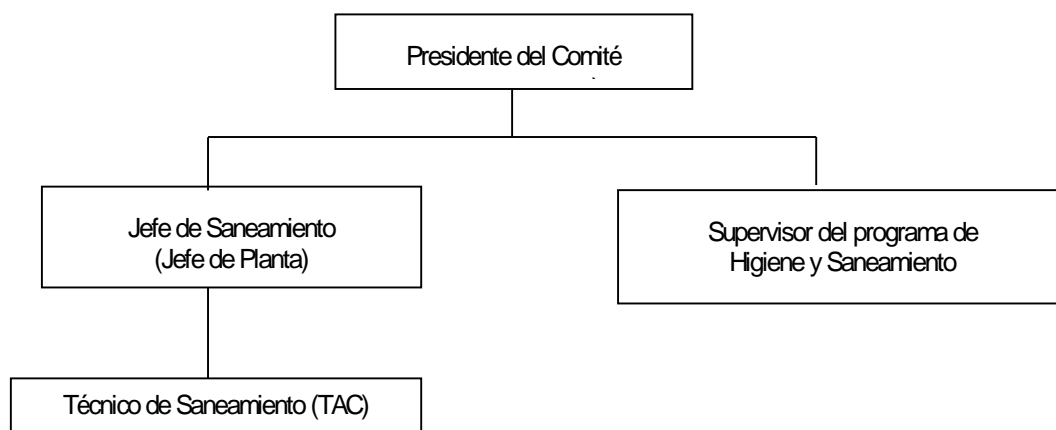 Presidente del Comité
Jefe de Saneamiento
(Jefe de Planta)
Supervisor del programa de
Higiene y Saneamiento
Técnico de Saneamiento (TAC)